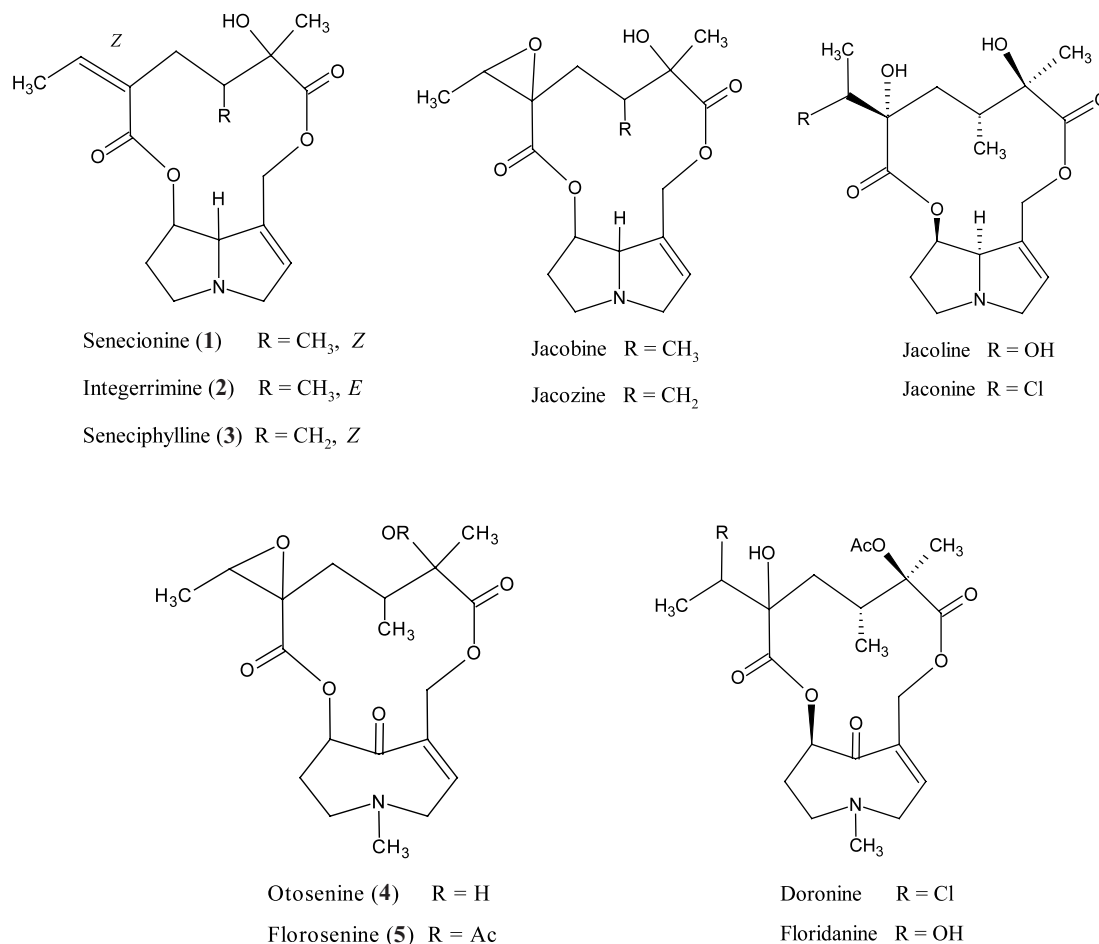 Z
HO
CH₃
H₃C
O
R
O
O
O
H
N
Senecionine (1) R = CH₃, Z
Integerrimine (2) R = CH₃, E
Seneciphylline (3) R = CH₂, Z
O
HO
CH₃
H₃C
O
R
O
O
O
H
N
Jacobine R = CH₃
Jacozine R = CH₂
H₃C
OH
HO
CH₃
R
O
CH₃
O
O
O
H
N
Jacoline R = OH
Jaconine R = Cl
O
OR
CH₃
H₃C
O
CH₃
O
O
O
O
N
CH₃
Otosenine (4) R = H
Florosenine (5) R = Ac
R
HO
AcO
CH₃
H₃C
O
CH₃
O
O
O
O
N
CH₃
Doronine R = Cl
Floridanine R = OH